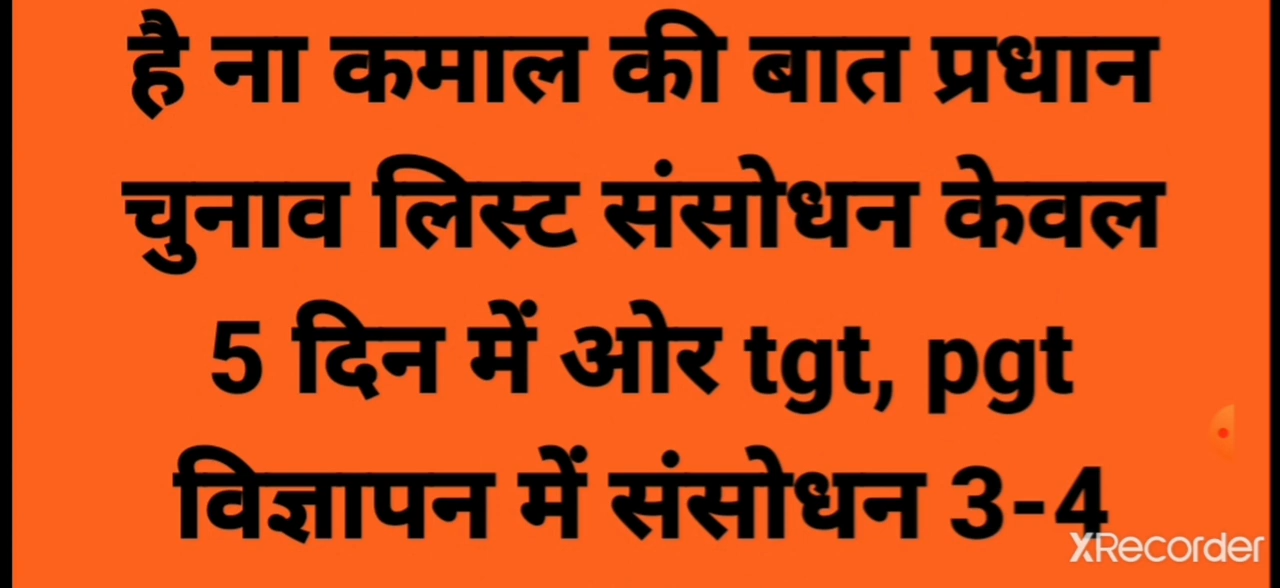 है ना कमाल की बात प्रधान
चुनाव लिस्ट संसोधन केवल
5 दिन में ओर tgt, pgt
विज्ञापन में संसोधन 3-4
XRecorder